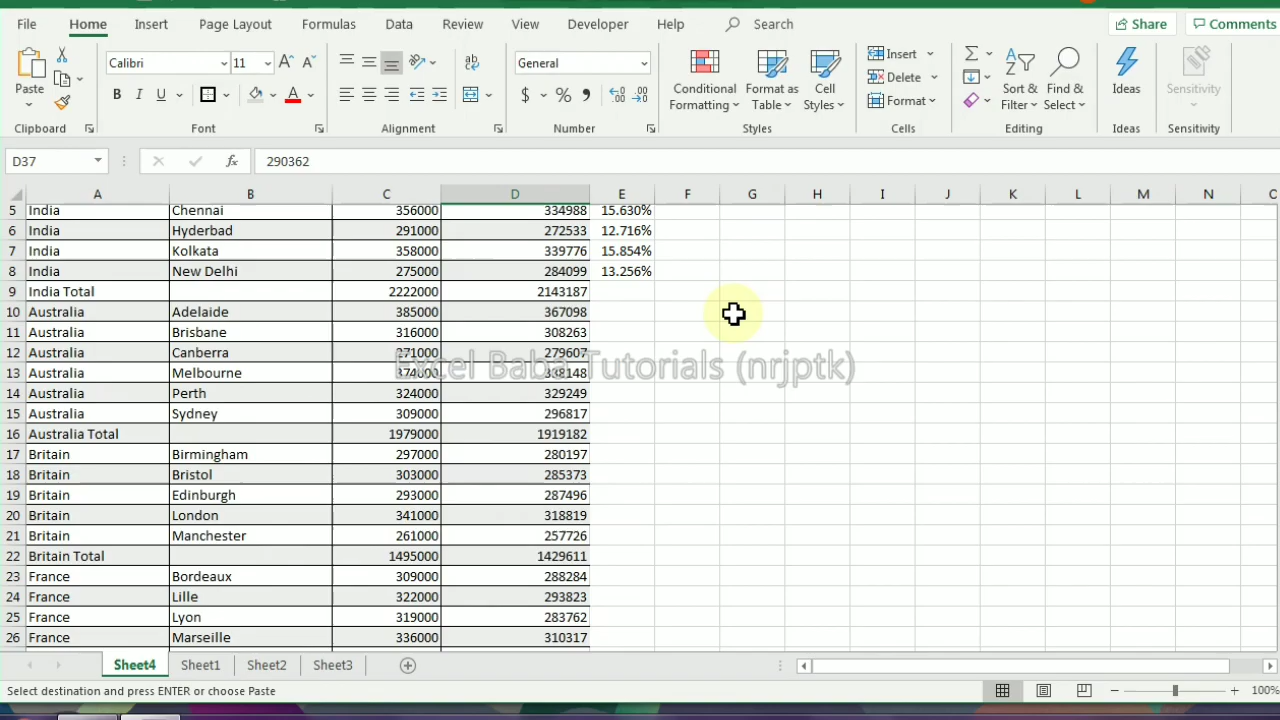 File Home Insert Page Layout Formulas Data Review View Developer Help Search Share Comments
Calibri 11 General Insert
Paste Conditional Format as Cell Delete Sort & Find & Ideas Sensitivity
B I U A $ % Formatting Table Styles Format Filter Select
Clipboard Font Alignment Number Styles Cells Editing Ideas Sensitivity
D37 fx 290362
A B C D E F G H I J K L M N O
5 India Chennai 356000 334988 15.630%
6 India Hyderbad 291000 272533 12.716%
7 India Kolkata 358000 339776 15.854%
8 India New Delhi 275000 284099 13.256%
9 India Total 2222000 2143187
10 Australia Adelaide 385000 367098
11 Australia Brisbane 316000 308263
12 Australia Canberra 271000 279607
Excel Baba Tutorials (nrjptk)
13 Australia Melbourne 374000 338148
14 Australia Perth 324000 329249
15 Australia Sydney 309000 296817
16 Australia Total 1979000 1919182
17 Britain Birmingham 297000 280197
18 Britain Bristol 303000 285373
19 Britain Edinburgh 293000 287496
20 Britain London 341000 318819
21 Britain Manchester 261000 257726
22 Britain Total 1495000 1429611
23 France Bordeaux 309000 288284
24 France Lille 322000 293823
25 France Lyon 319000 283762
26 France Marseille 336000 310317
Sheet4 Sheet1 Sheet2 Sheet3
Select destination and press ENTER or choose Paste 100%